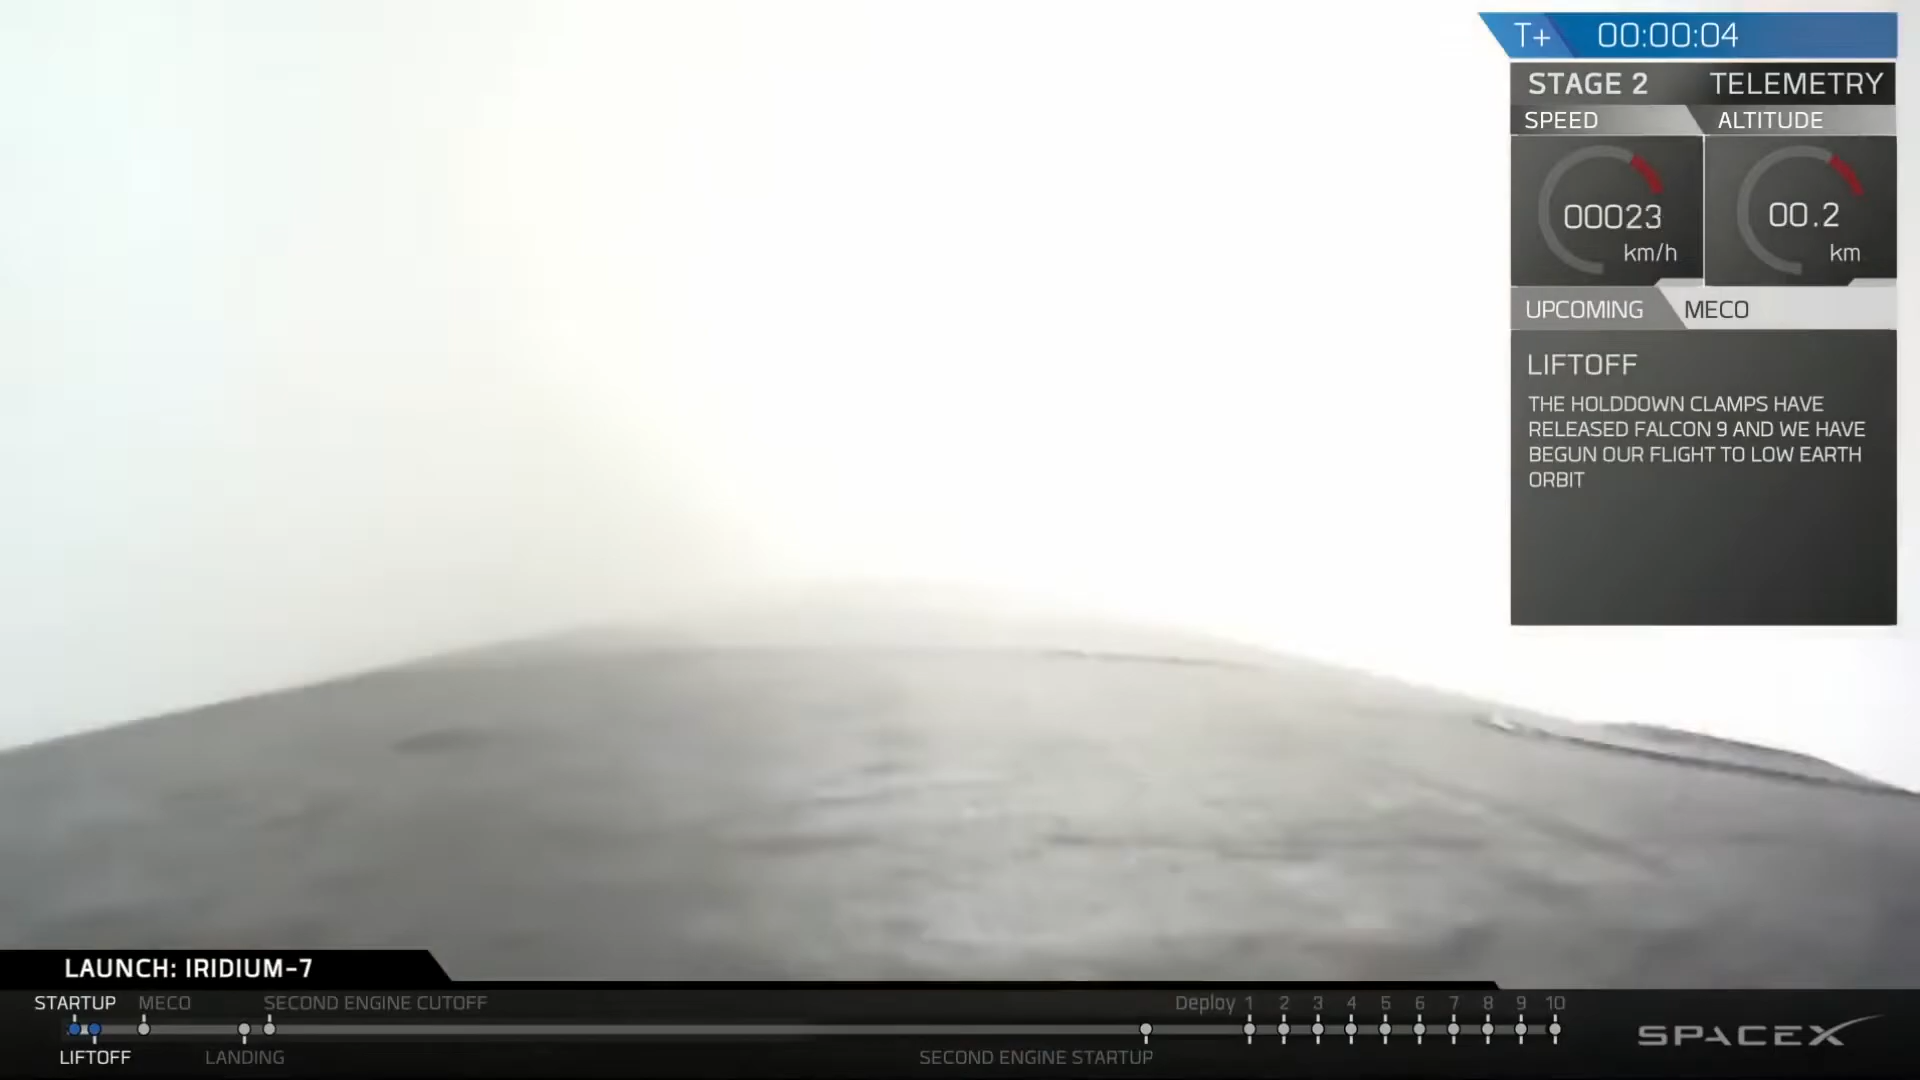 T+ 00:00:04
STAGE 2 TELEMETRY
SPEED ALTITUDE
00023 00.2
km/h km
UPCOMING MECO
LIFTOFF
THE HOLDDOWN CLAMPS HAVE
RELEASED FALCON 9 AND WE HAVE
BEGUN OUR FLIGHT TO LOW EARTH
ORBIT
LAUNCH: IRIDIUM-7
STARTUP MECO SECOND ENGINE CUTOFF Deploy 1 2 3 4 5 6 7 8 9 10
LIFTOFF LANDING SECOND ENGINE STARTUP
SPACEX